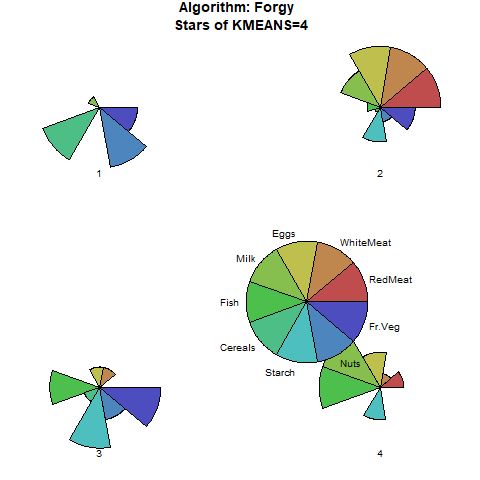 Algorithm: Forgy
Stars of KMEANS=4
1
2
Eggs
WhiteMeat
Milk
RedMeat
Fish
Fr.Veg
Cereals
Nuts
Starch
3
4